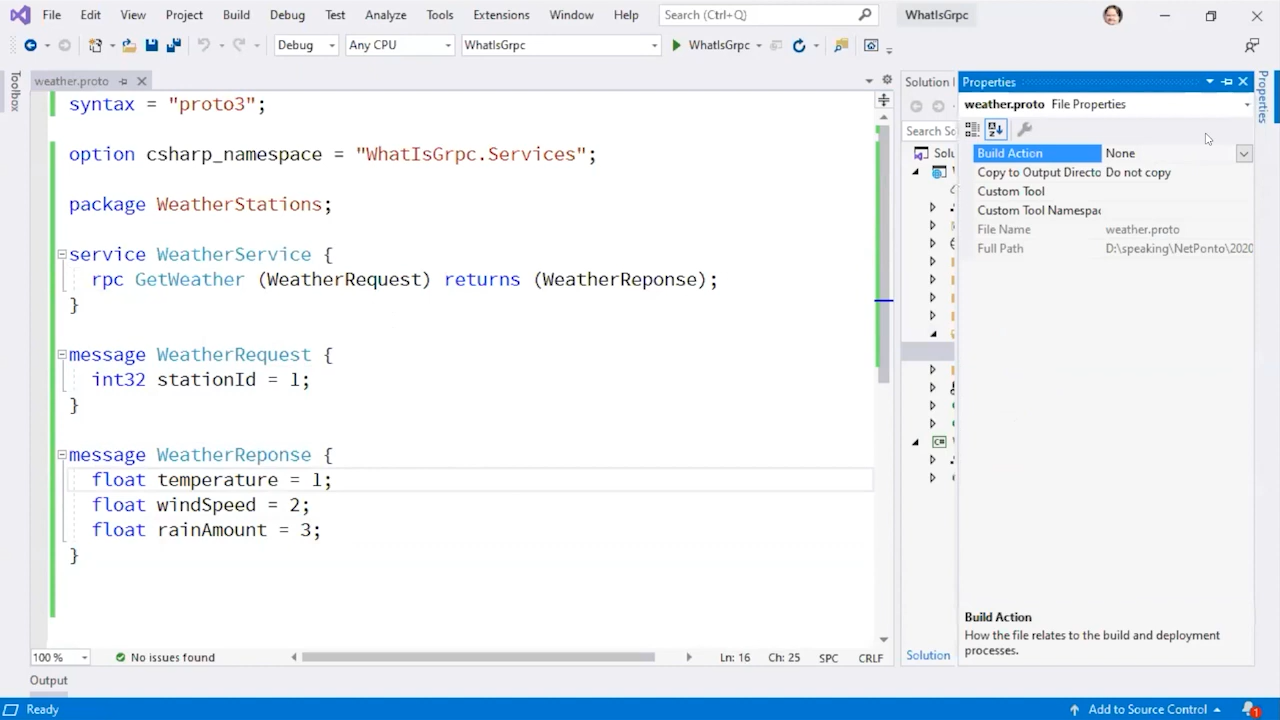 File Edit View Project Build Debug Test Analyze Tools Extensions Window Help Search (Ctrl+Q) WhatIsGrpc
Debug Any CPU WhatIsGrpc WhatIsGrpc
Toolbox
weather.proto
syntax = "proto3";
option csharp_namespace = "WhatIsGrpc.Services";
package WeatherStations;
service WeatherService {
rpc GetWeather (WeatherRequest) returns (WeatherReponse);
}
message WeatherRequest {
int32 stationId = 1;
}
message WeatherReponse {
float temperature = 1;
float windSpeed = 2;
float rainAmount = 3;
}
100 % No issues found Ln: 16 Ch: 25 SPC CRLF
Output
Solution
Search So
Solu
C#
Solution
Properties
weather.proto File Properties
Build Action None
Copy to Output Directo Do not copy
Custom Tool
Custom Tool Namespac
File Name weather.proto
Full Path D:\speaking\NetPonto\2020
Build Action
How the file relates to the build and deployment
processes.
Properties
Ready Add to Source Control 1